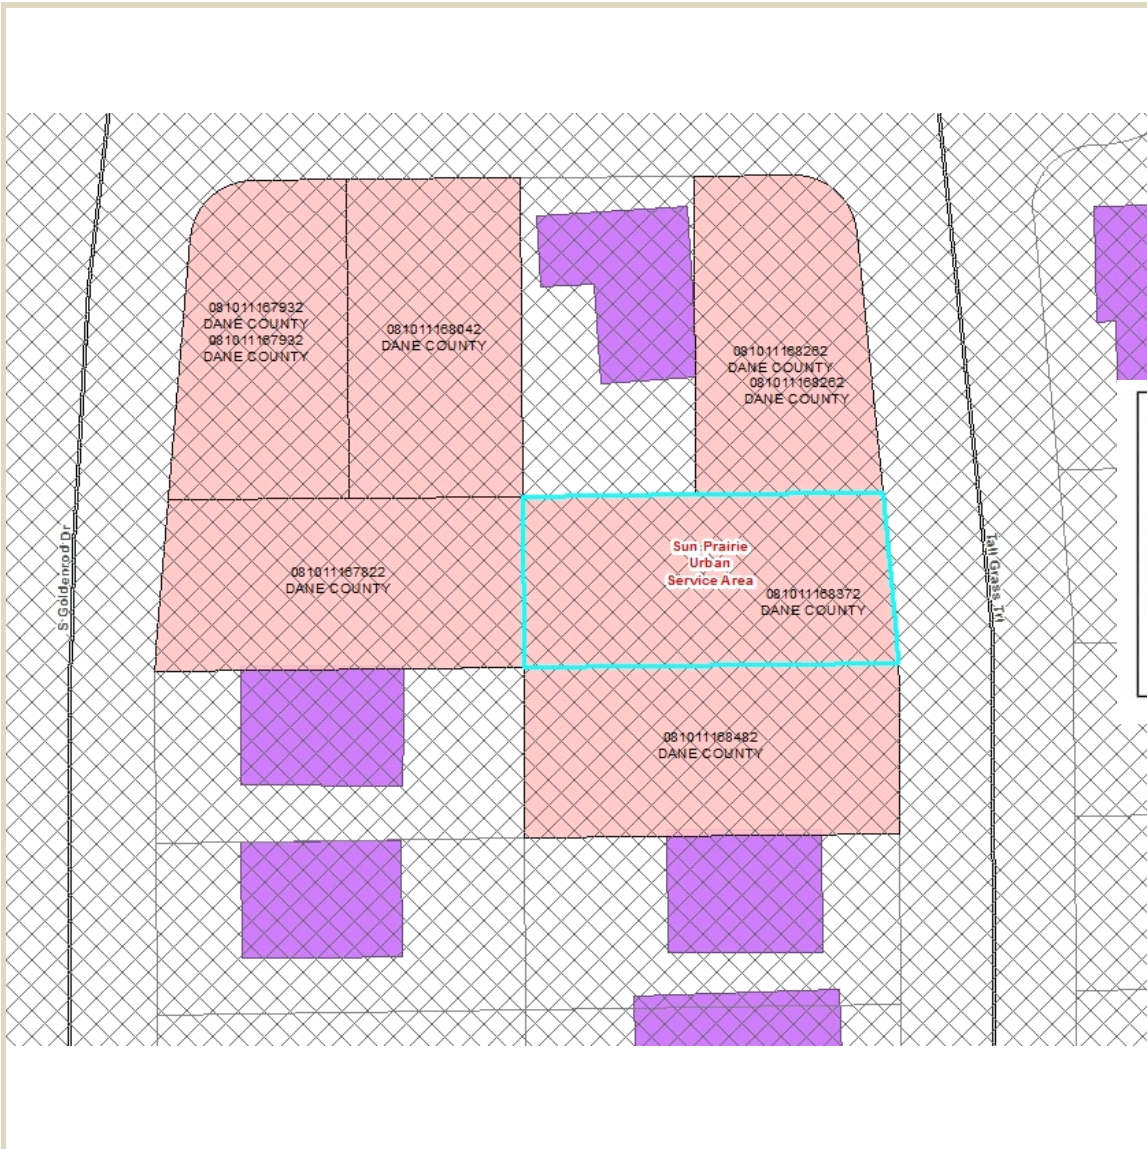 081011167932
DANE COUNTY
081011167932
DANE COUNTY
081011168042
DANE COUNTY
081011168262
DANE COUNTY
081011168262
DANE COUNTY
S Goldenrod Dr
081011167822
DANE COUNTY
Sun Prairie
Urban
Service Area
081011168372
DANE COUNTY
Tall Grass Trl
081011168482
DANE COUNTY